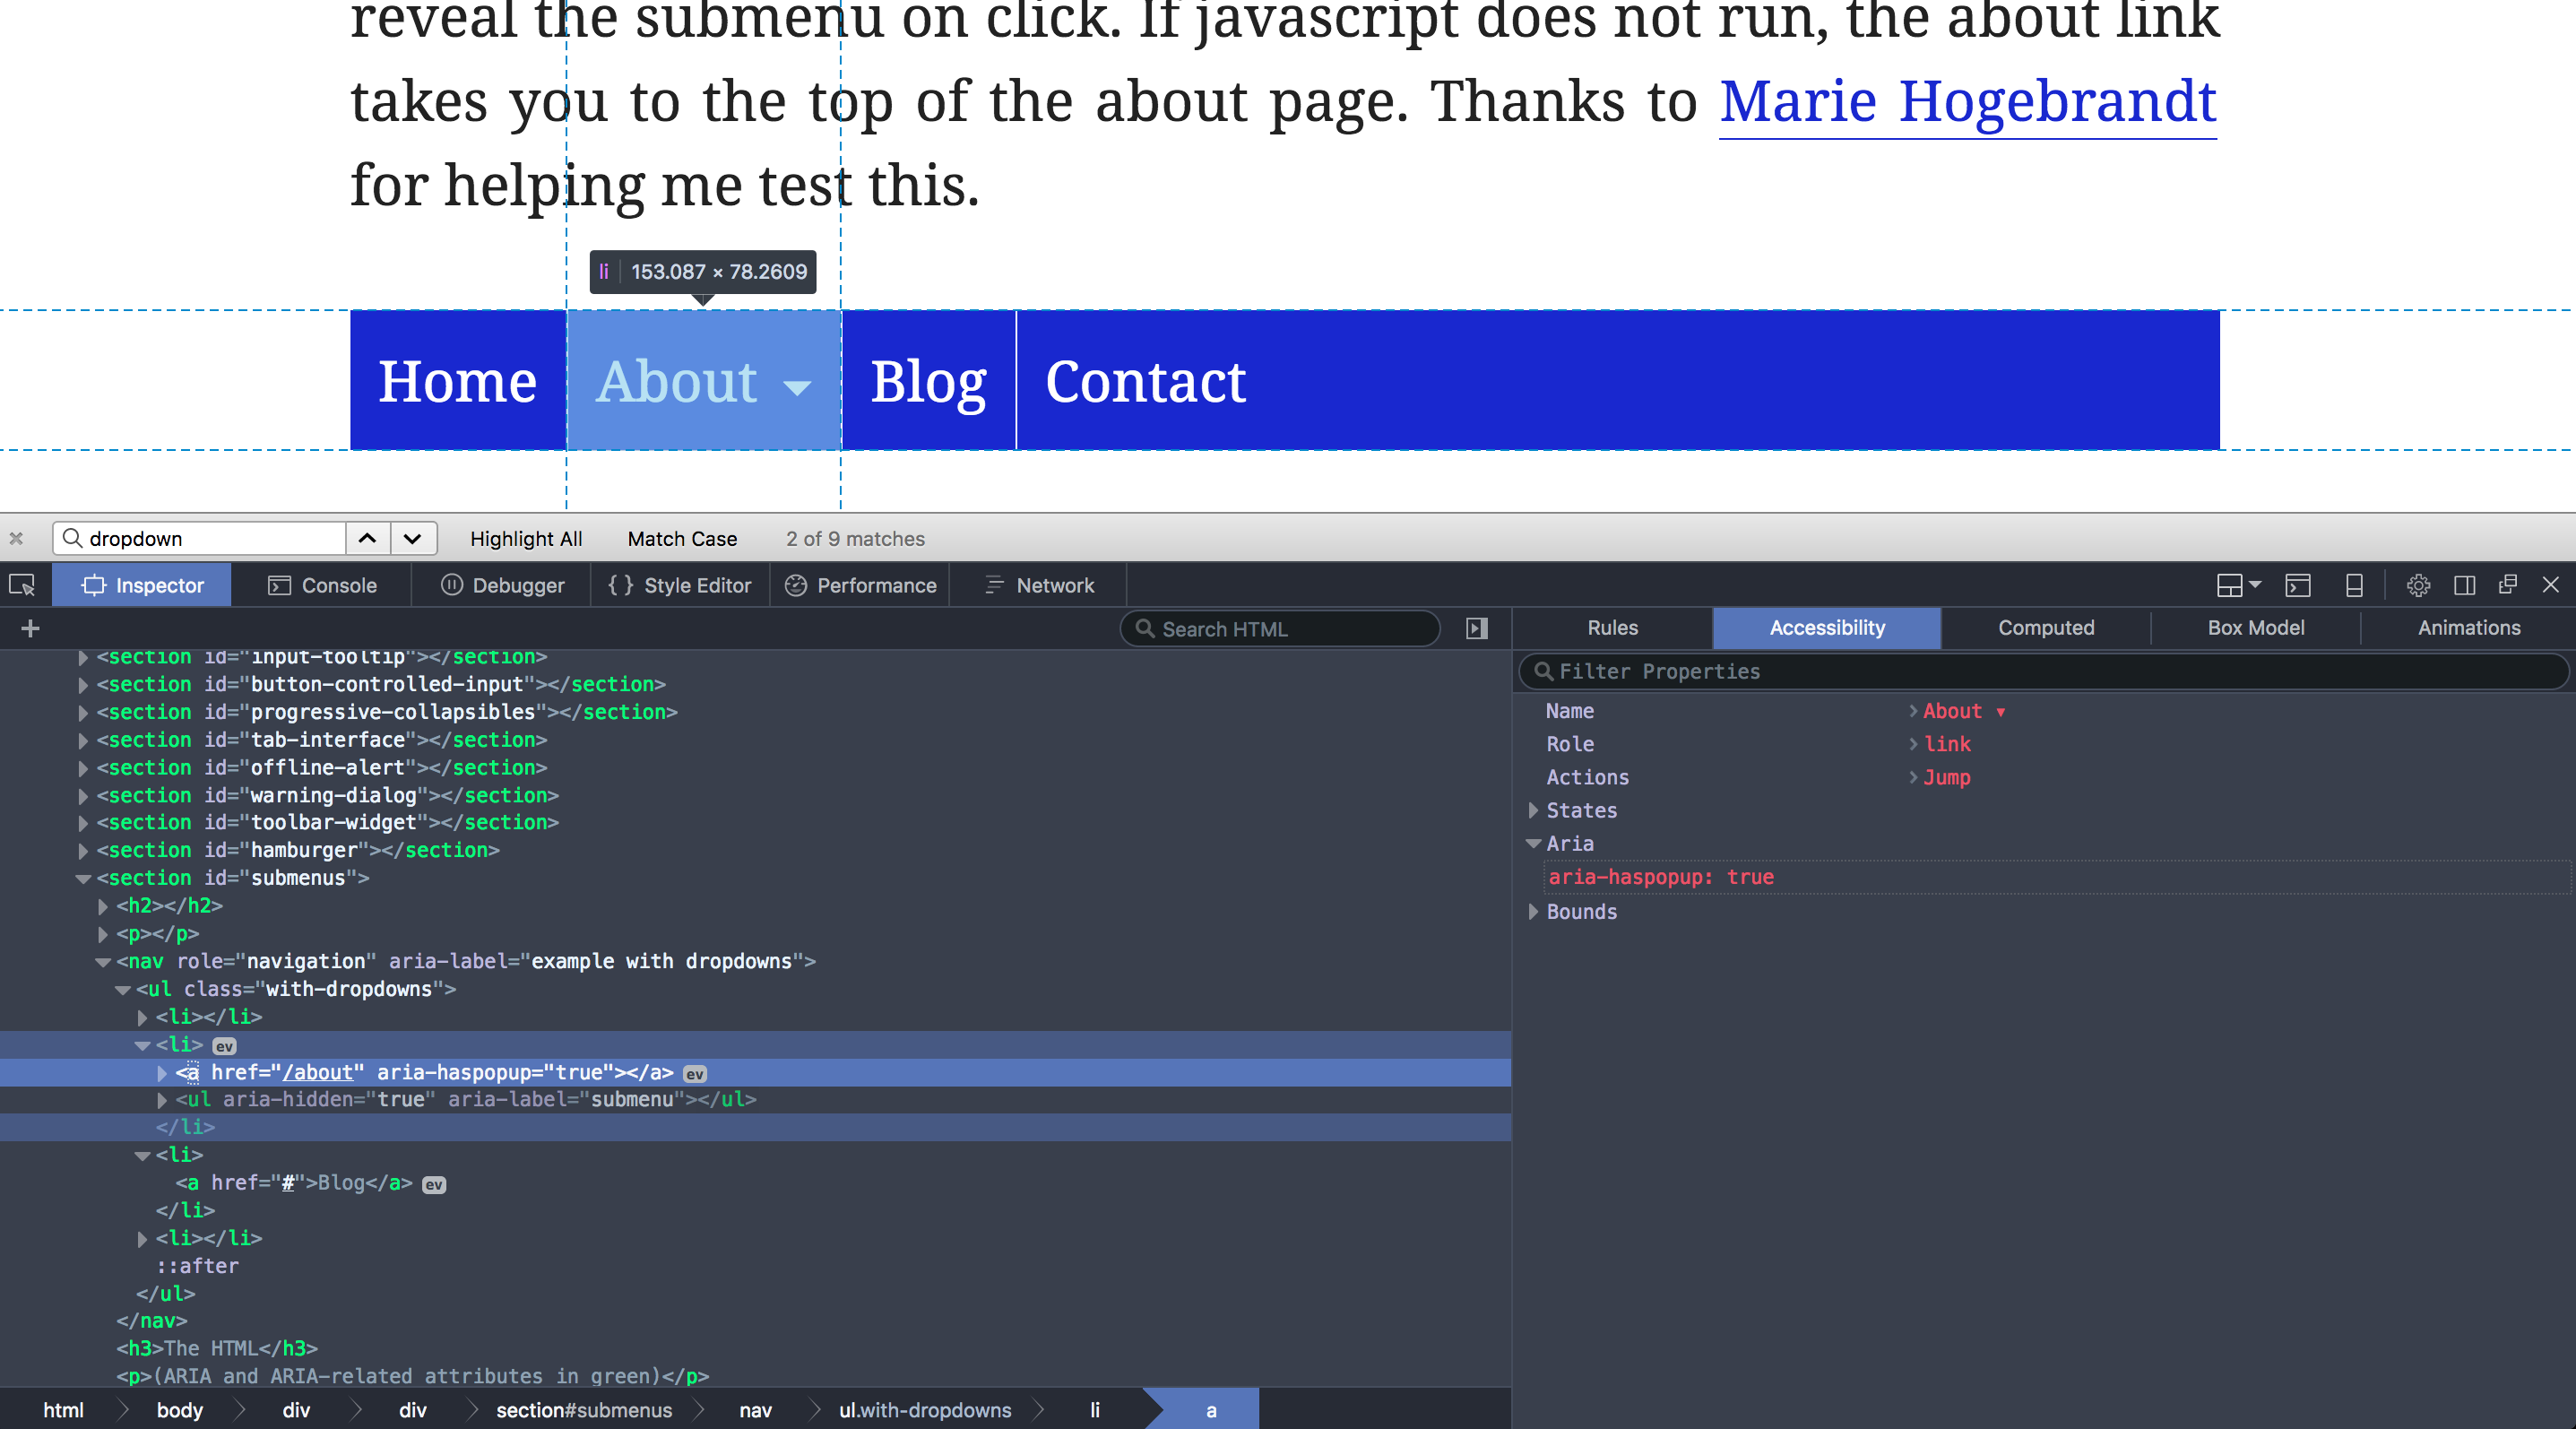 reveal the submenu on click. If javascript does not run, the about link
takes you to the top of the about page. Thanks to Marie Hogebrandt
for helping me test this.
li 153.087 × 78.2609
Home About ▾ Blog Contact
dropdown Highlight All Match Case 2 of 9 matches
Inspector Console Debugger { } Style Editor Performance Network
+ Search HTML
Rules Accessibility Computed Box Model Animations
<section id="input-tooltip"></section>
<section id="button-controlled-input"></section>
<section id="progressive-collapsibles"></section>
<section id="tab-interface"></section>
<section id="offline-alert"></section>
<section id="warning-dialog"></section>
<section id="toolbar-widget"></section>
<section id="hamburger"></section>
<section id="submenus">
<h2></h2>
<p></p>
<nav role="navigation" aria-label="example with dropdowns">
<ul class="with-dropdowns">
<li></li>
<li> ev
<a href="/about" aria-haspopup="true"></a> ev
<ul aria-hidden="true" aria-label="submenu"></ul>
</li>
<li>
<a href="#">Blog</a> ev
</li>
<li></li>
::after
</ul>
</nav>
<h3>The HTML</h3>
<p>(ARIA and ARIA-related attributes in green)</p>
Filter Properties
Name About ▾
Role link
Actions Jump
States
Aria
aria-haspopup: true
Bounds
html body div div section#submenus nav ul.with-dropdowns li a